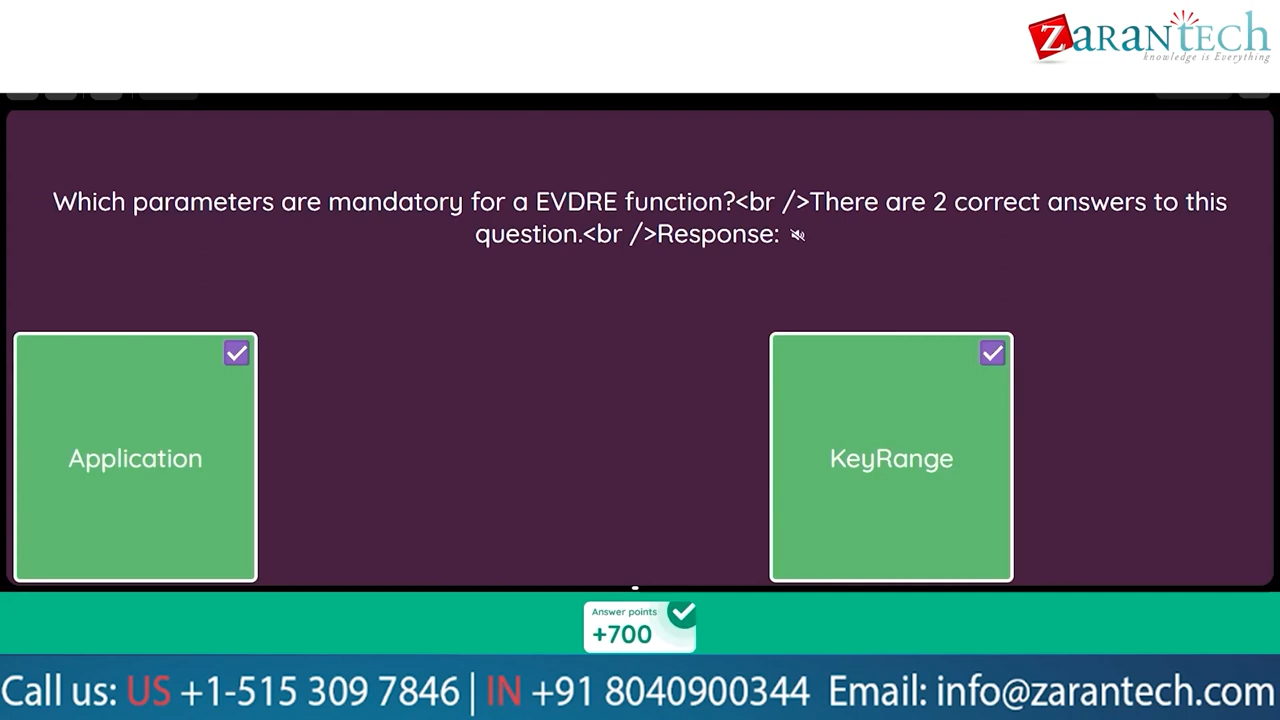 ZARANTECH
knowledge is Everything
Which parameters are mandatory for a EVDRE function?<br />There are 2 correct answers to this
question.<br />Response:
Application
KeyRange
Answer points
+700
Call us: US +1-515 309 7846 | IN +91 8040900344 Email: info@zarantech.com